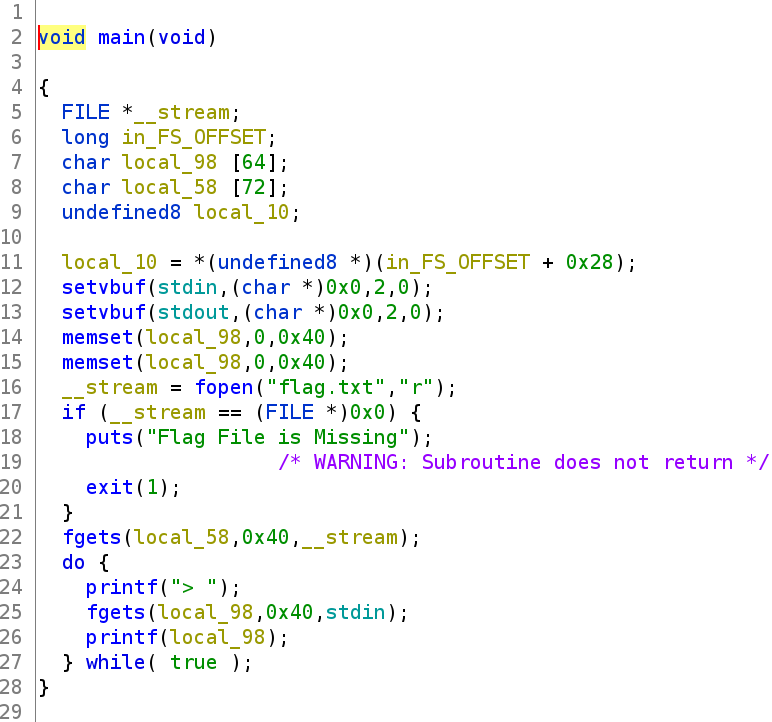 1
2 void main(void)
3
4 {
5 FILE *__stream;
6 long in_FS_OFFSET;
7 char local_98 [64];
8 char local_58 [72];
9 undefined8 local_10;
10
11 local_10 = *(undefined8 *)(in_FS_OFFSET + 0x28);
12 setvbuf(stdin,(char *)0x0,2,0);
13 setvbuf(stdout,(char *)0x0,2,0);
14 memset(local_98,0,0x40);
15 memset(local_98,0,0x40);
16 __stream = fopen("flag.txt","r");
17 if (__stream == (FILE *)0x0) {
18 puts("Flag File is Missing");
19 /* WARNING: Subroutine does not return */
20 exit(1);
21 }
22 fgets(local_58,0x40,__stream);
23 do {
24 printf("> ");
25 fgets(local_98,0x40,stdin);
26 printf(local_98);
27 } while( true );
28 }
29